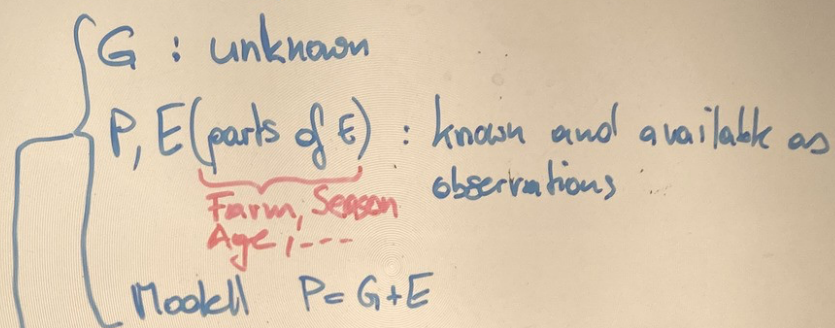 G : unknown
P, E (parts of E) : known and available as
observations
Farm, Season
Age, ---
Modell P = G + E